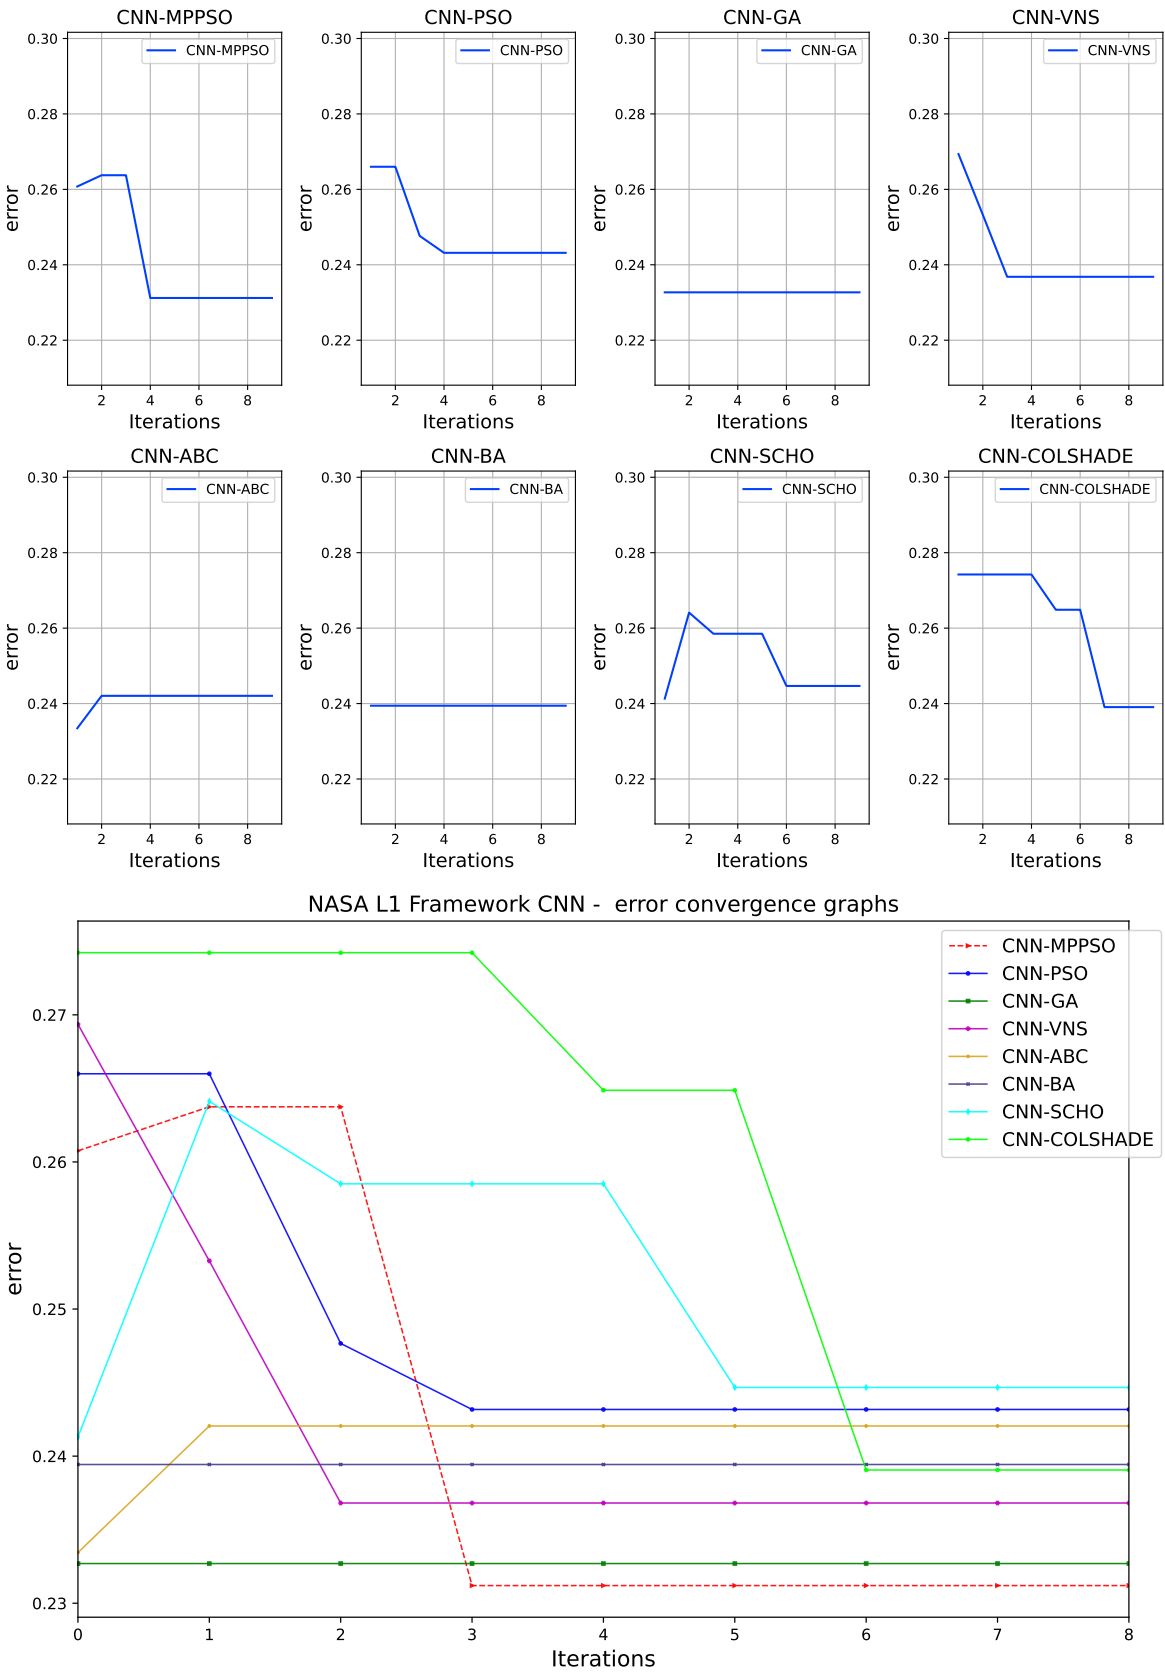 CNN-MPPSO CNN-PSO CNN-GA CNN-VNS
0.30 CNN-MPPSO 0.30 CNN-PSO 0.30 CNN-GA 0.30 CNN-VNS
0.28 0.28 0.28 0.28
0.26 0.26 0.26 0.26
error error error error
0.24 0.24 0.24 0.24
0.22 0.22 0.22 0.22
2 4 6 8 2 4 6 8 2 4 6 8 2 4 6 8
Iterations Iterations Iterations Iterations
CNN-ABC CNN-BA CNN-SCHO CNN-COLSHADE
0.30 CNN-ABC 0.30 CNN-BA 0.30 CNN-SCHO 0.30 CNN-COLSHADE
0.28 0.28 0.28 0.28
0.26 0.26 0.26 0.26
error error error error
0.24 0.24 0.24 0.24
0.22 0.22 0.22 0.22
2 4 6 8 2 4 6 8 2 4 6 8 2 4 6 8
Iterations Iterations Iterations Iterations
NASA L1 Framework CNN -  error convergence graphs
CNN-MPPSO
CNN-PSO
CNN-GA
CNN-VNS
CNN-ABC
CNN-BA
CNN-SCHO
CNN-COLSHADE
0.27
0.26
error
0.25
0.24
0.23
0 1 2 3 4 5 6 7 8
Iterations